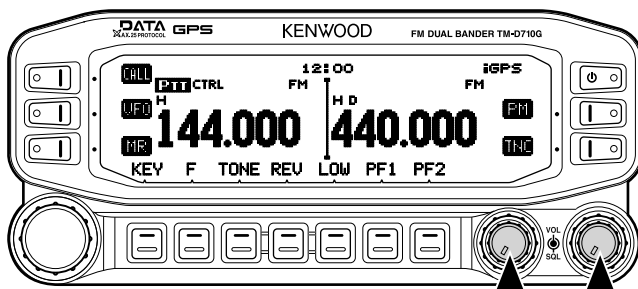 DATA GPS KENWOOD FM DUAL BANDER TM-D710G
AX.25 PROTOCOL
12:00 iGPS
CALL PTT CTRL FM FM
H H D
VFO 144.000 440.000 PM
MR TNC
KEY F TONE REV LOW PF1 PF2
VOL
SQL